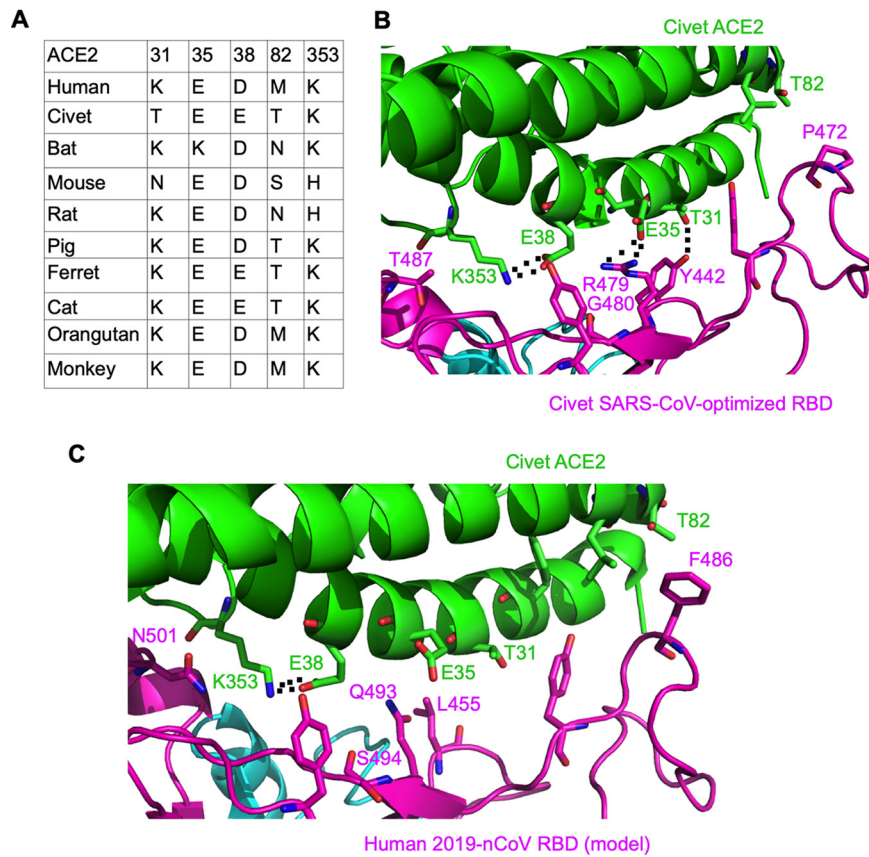 A
ACE2 31 35 38 82 353
Human K E D M K
Civet T E E T K
Bat K K D N K
Mouse N E D S H
Rat K E D N H
Pig K E D T K
Ferret K E E T K
Cat K E E T K
Orangutan K E D M K
Monkey K E D M K
B
Civet ACE2
T82
P472
T31
E35
E38
K353
T487
R479
Y442
G480
Civet SARS-CoV-optimized RBD
C
Civet ACE2
T82
F486
N501
E38
T31
E35
K353
Q493
L455
S494
Human 2019-nCoV RBD (model)